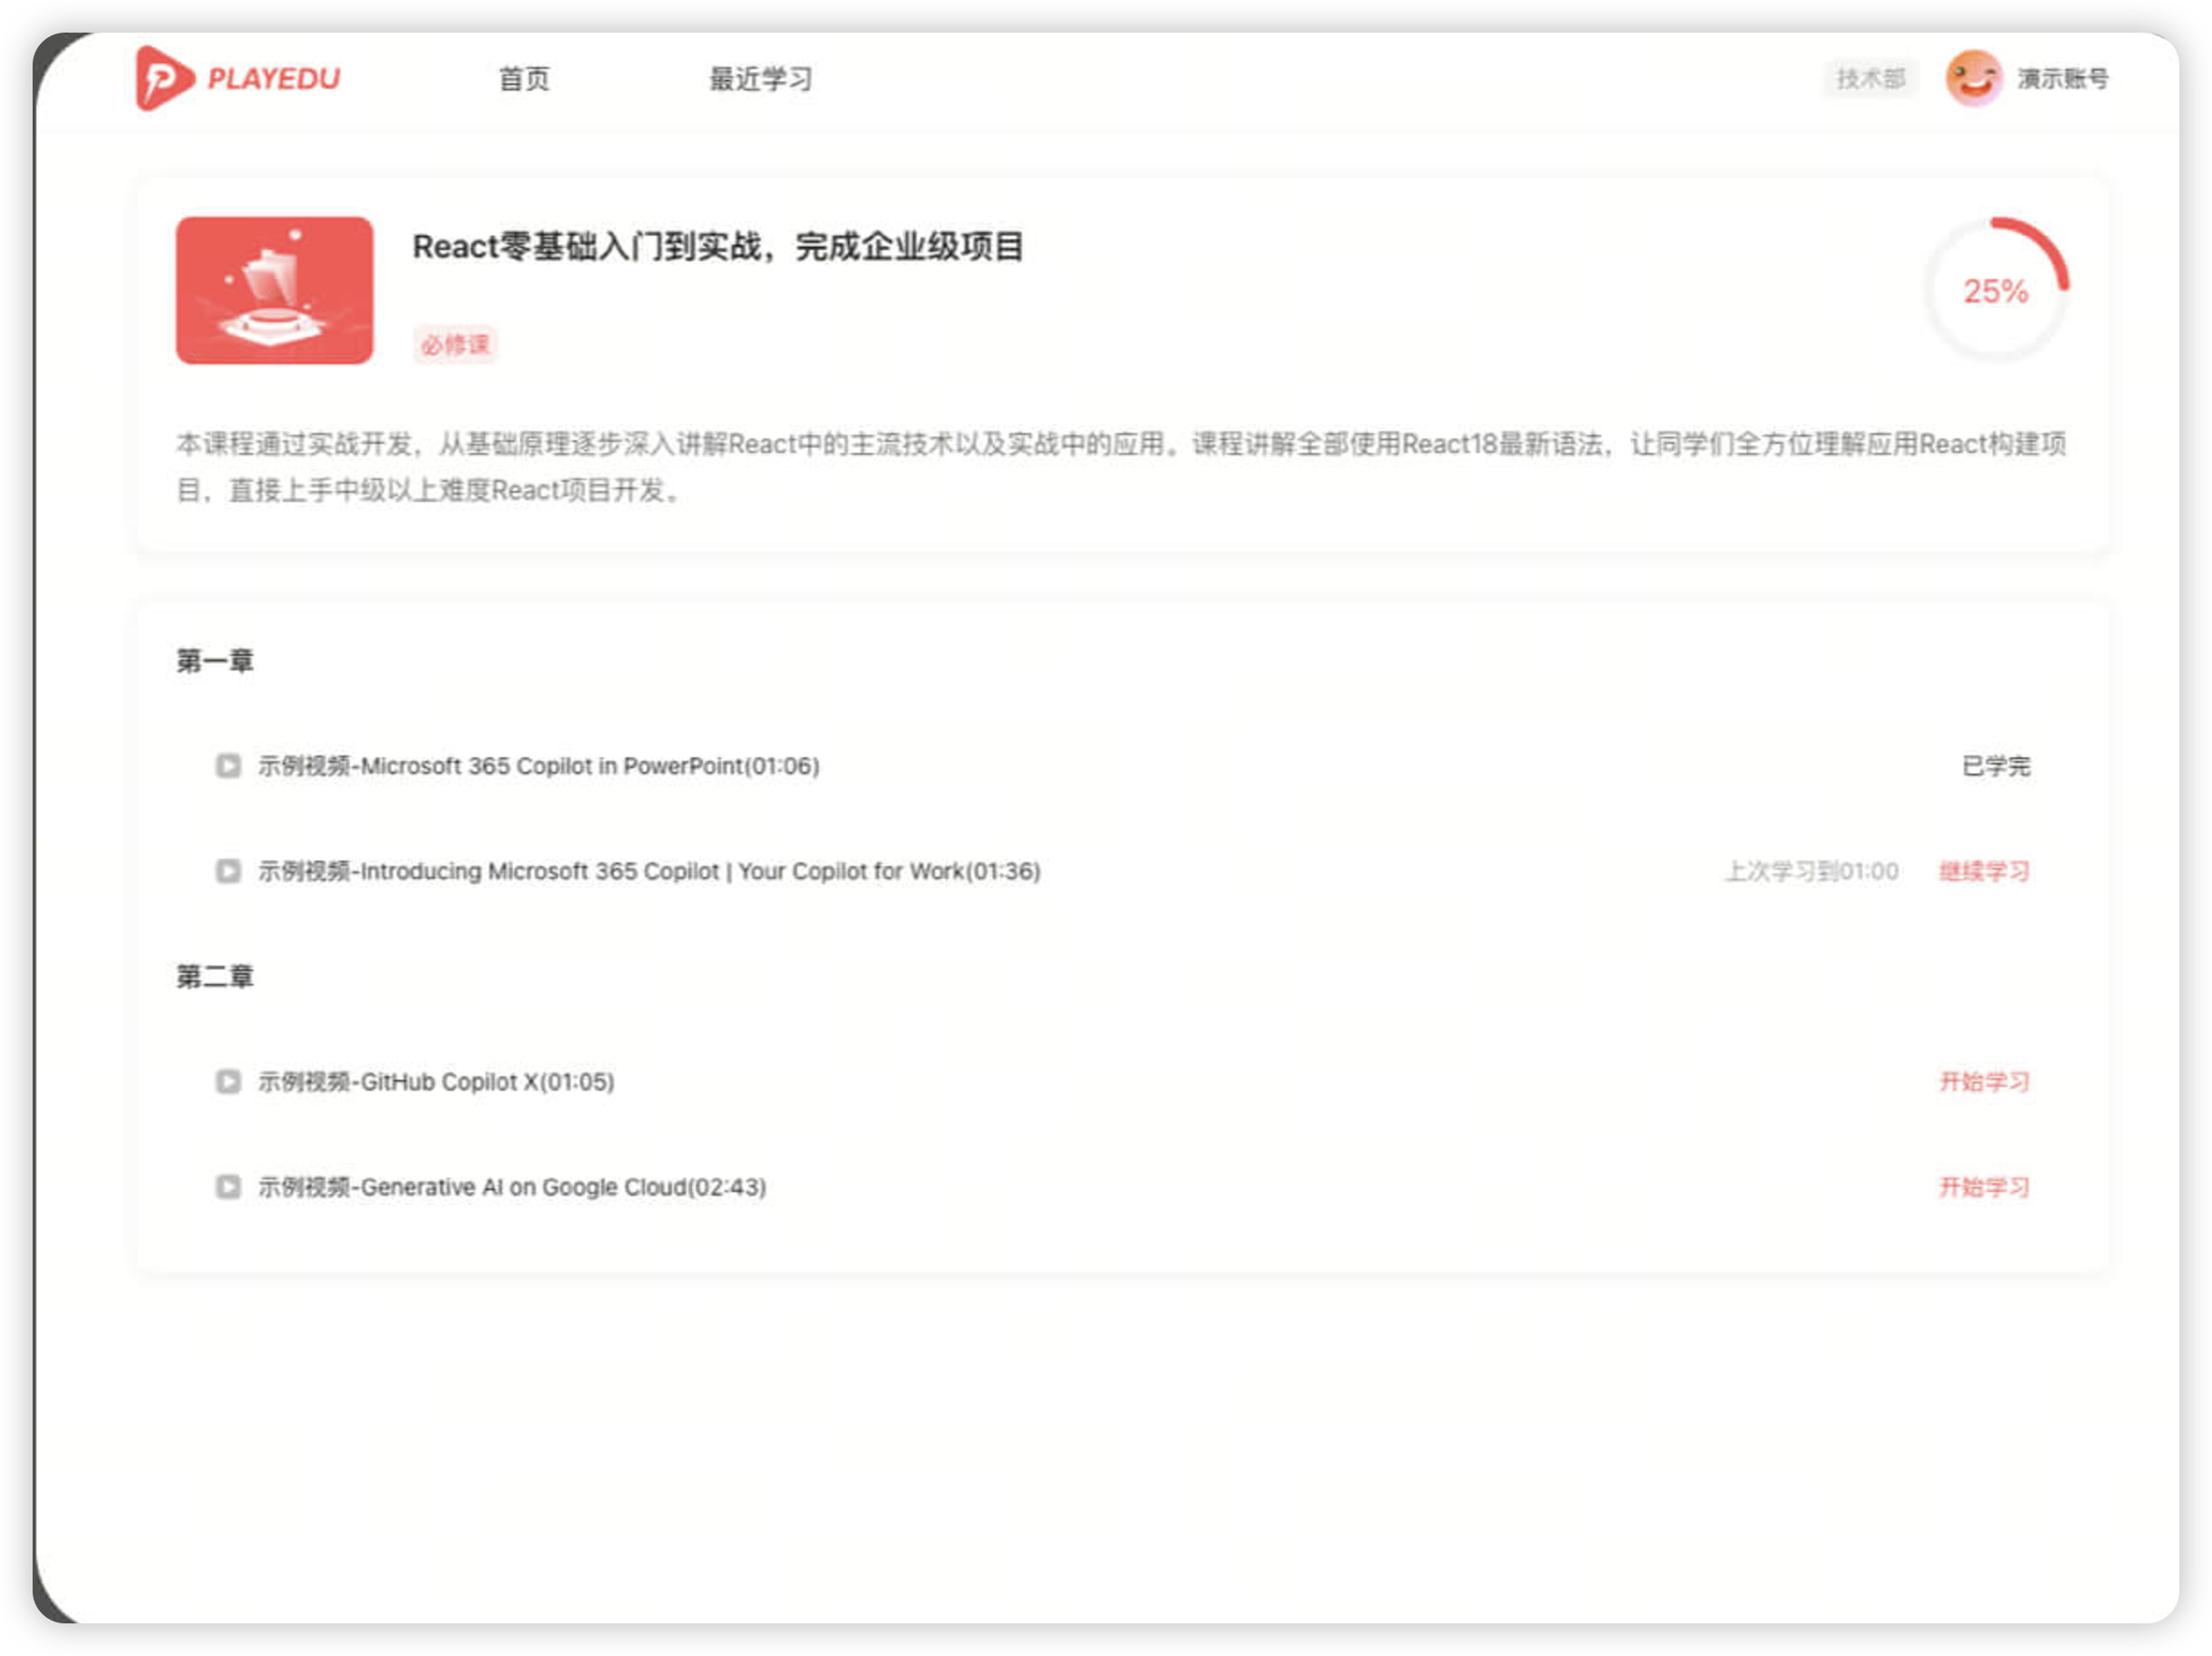 PLAYEDU
首页
最近学习
技术部
演示账号
React零基础入门到实战，完成企业级项目
必修课
25%
本课程通过实战开发，从基础原理逐步深入讲解React中的主流技术以及实战中的应用。课程讲解全部使用React18最新语法，让同学们全方位理解应用React构建项
目，直接上手中级以上难度React项目开发。
第一章
示例视频-Microsoft 365 Copilot in PowerPoint(01:06)
已学完
示例视频-Introducing Microsoft 365 Copilot | Your Copilot for Work(01:36)
上次学习到01:00
继续学习
第二章
示例视频-GitHub Copilot X(01:05)
开始学习
示例视频-Generative AI on Google Cloud(02:43)
开始学习